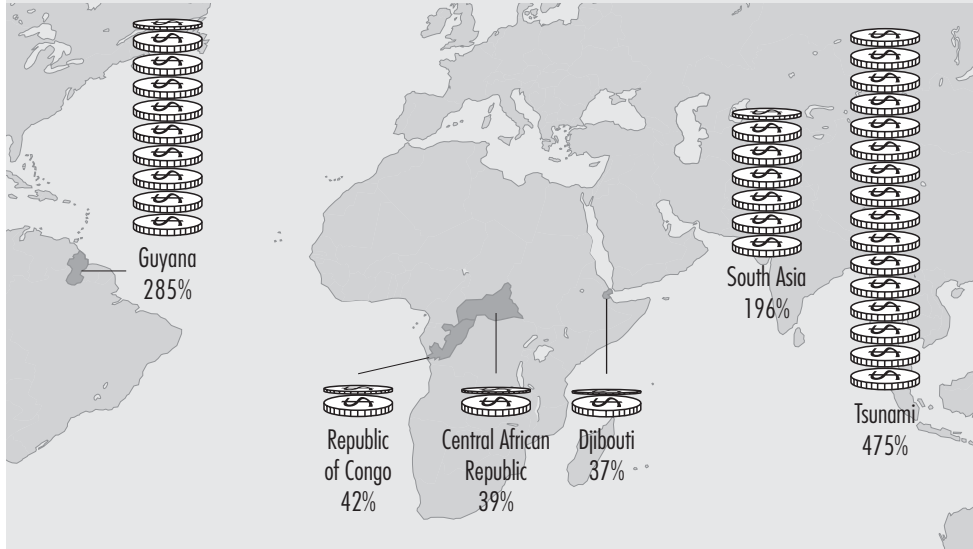 Guyana
285%
South Asia
196%
Tsunami
475%
Republic
of Congo
42%
Central African
Republic
39%
Djibouti
37%